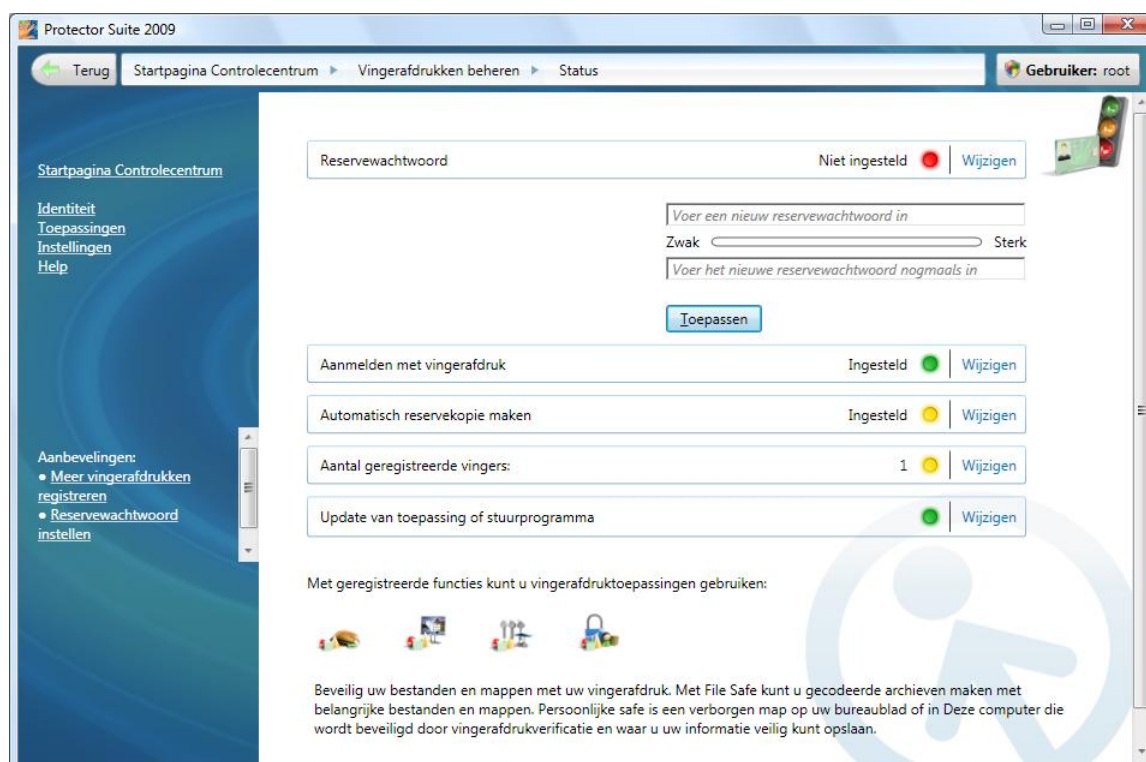 Protector Suite 2009
Terug
Startpagina Controlecentrum
Vingerafdrukken beheren
Status
Gebruiker: root
Startpagina Controlecentrum
Identiteit
Toepassingen
Instellingen
Help
Aanbevelingen:
• Meer vingerafdrukken
registreren
• Reservewachtwoord
instellen
Reservewachtwoord Niet ingesteld Wijzigen
Voer een nieuw reservewachtwoord in
Zwak Sterk
Voer het nieuwe reservewachtwoord nogmaals in
Toepassen
Aanmelden met vingerafdruk Ingesteld Wijzigen
Automatisch reservekopie maken Ingesteld Wijzigen
Aantal geregistreerde vingers: 1 Wijzigen
Update van toepassing of stuurprogramma Wijzigen
Met geregistreerde functies kunt u vingerafdruktoepassingen gebruiken:
Beveilig uw bestanden en mappen met uw vingerafdruk. Met File Safe kunt u gecodeerde archieven maken met
belangrijke bestanden en mappen. Persoonlijke safe is een verborgen map op uw bureaublad of in Deze computer die
wordt beveiligd door vingerafdrukverificatie en waar u uw informatie veilig kunt opslaan.